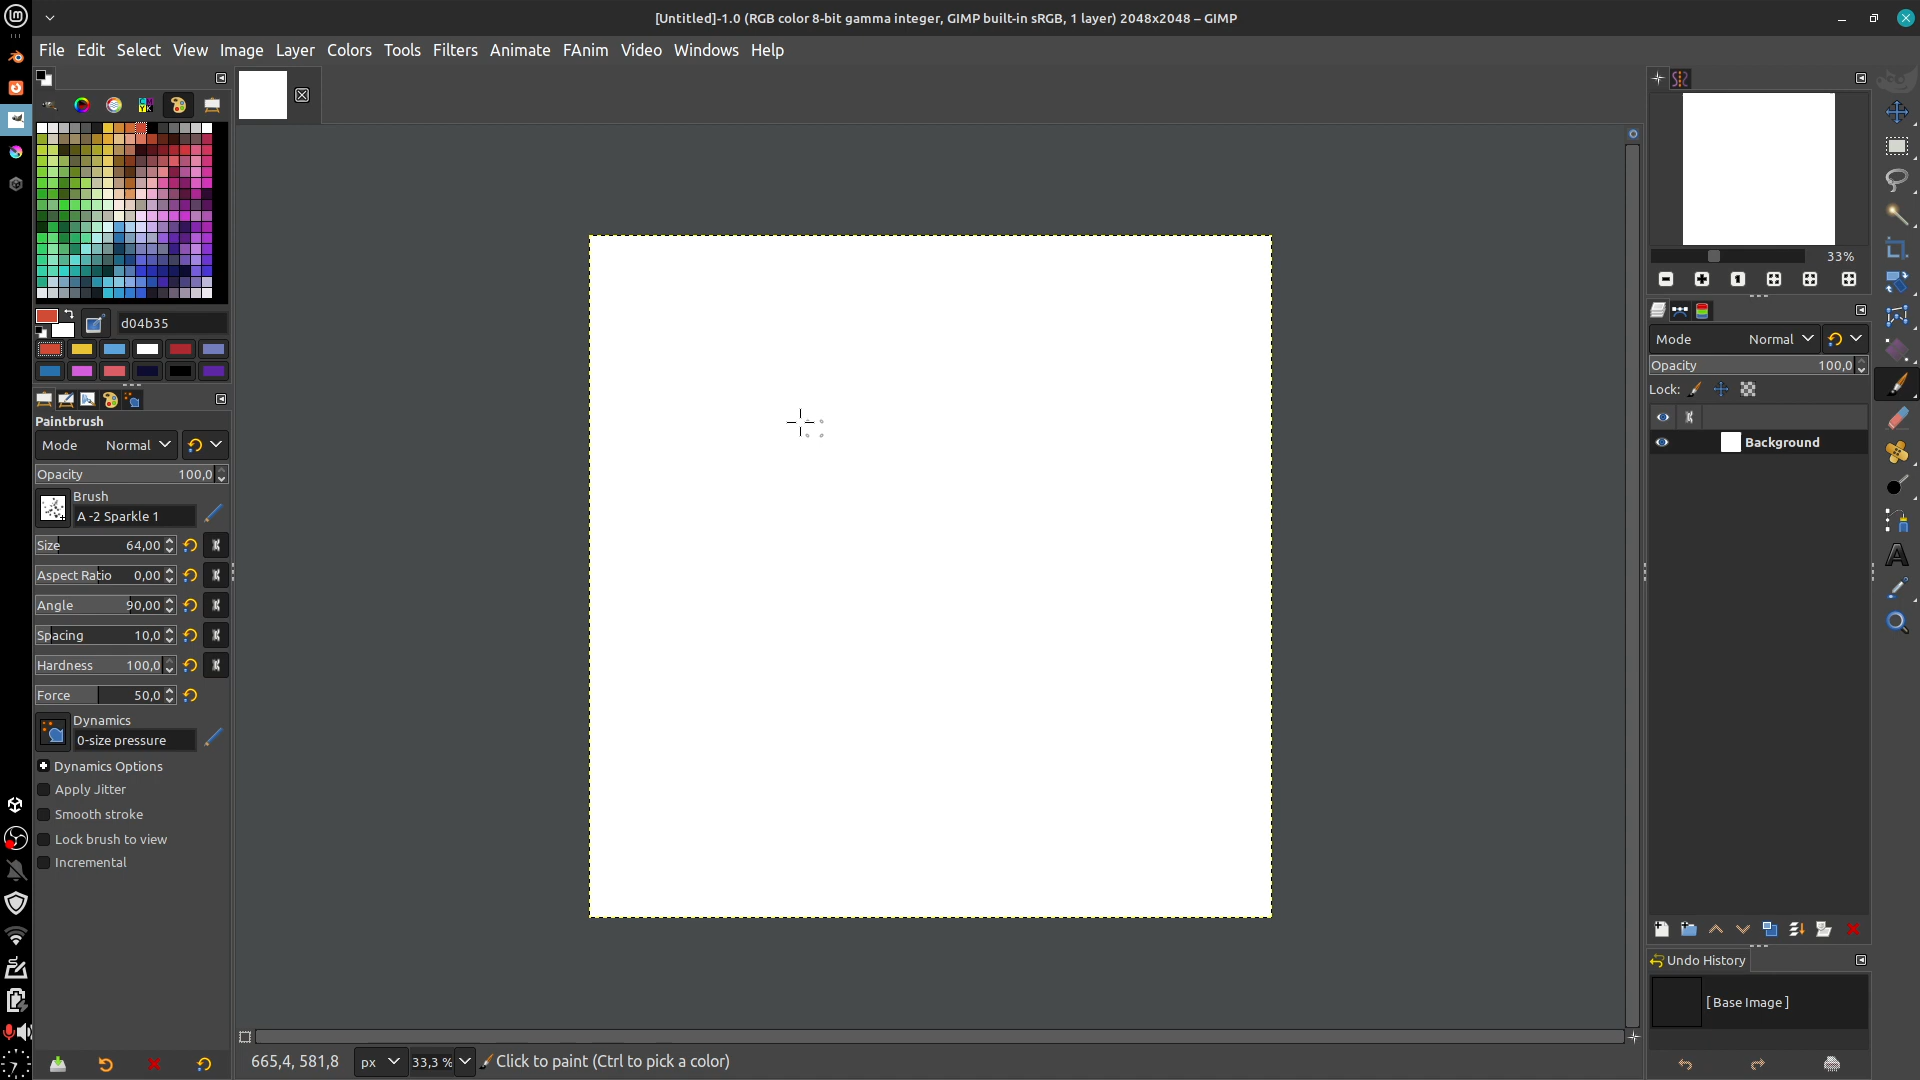 [Untitled]-1.0 (RGB color 8-bit gamma integer, GIMP built-in sRGB, 1 layer) 2048x2048 – GIMP
File Edit Select View Image Layer Colors Tools Filters Animate FAnim Video Windows Help
33%
d04b35
Mode Normal
Opacity 100,0
Lock:
Paintbrush
Mode Normal
Opacity 100,0
Background
Brush
A -2 Sparkle 1
Size 64,00
Aspect Ratio 0,00
Angle 90,00
Spacing 10,0
Hardness 100,0
Force 50,0
Dynamics
0-size pressure
Dynamics Options
Apply Jitter
Smooth stroke
Lock brush to view
Incremental
Undo History
[ Base Image ]
665,4, 581,8 px 33,3 % Click to paint (Ctrl to pick a color)